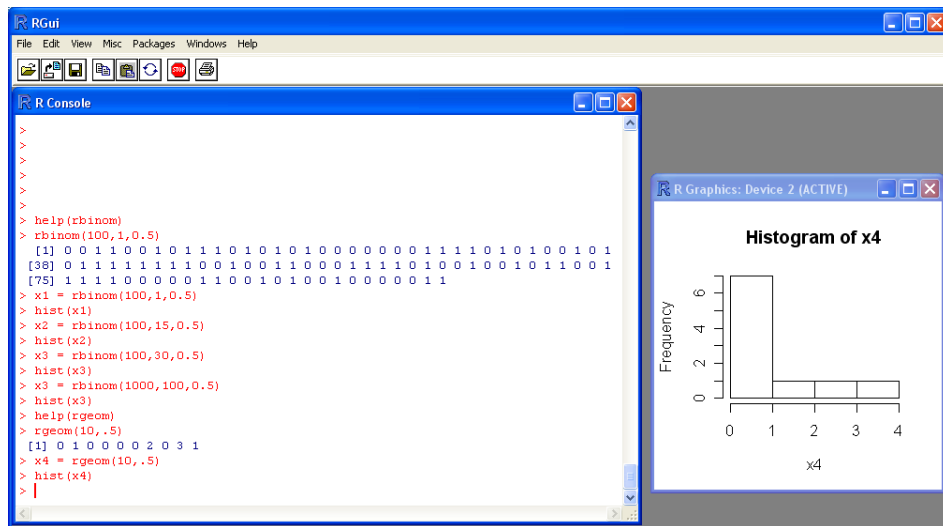 RGui
File Edit View Misc Packages Windows Help
STOP
R Console
>
>
>
>
>
>
> help(rbinom)
> rbinom(100,1,0.5)
[1] 0 0 1 1 0 0 1 0 1 1 1 0 1 0 1 0 1 0 0 0 0 0 0 0 1 1 1 1 0 1 0 1 0 0 1 0 1
[38] 0 1 1 1 1 1 1 1 1 0 0 1 0 0 1 1 0 0 0 1 1 1 1 0 1 0 0 1 0 0 1 0 1 1 0 0 1
[75] 1 1 1 1 0 0 0 0 0 1 1 0 0 1 0 1 0 0 1 0 0 0 0 0 1 1
> x1 = rbinom(100,1,0.5)
> hist(x1)
> x2 = rbinom(100,15,0.5)
> hist(x2)
> x3 = rbinom(100,30,0.5)
> hist(x3)
> x3 = rbinom(1000,100,0.5)
> hist(x3)
> help(rgeom)
> rgeom(10,.5)
[1] 0 1 0 0 0 0 2 0 3 1
> x4 = rgeom(10,.5)
> hist(x4)
>
R Graphics: Device 2 (ACTIVE)
Histogram of x4
Frequency
6
4
2
0
0 1 2 3 4
x4